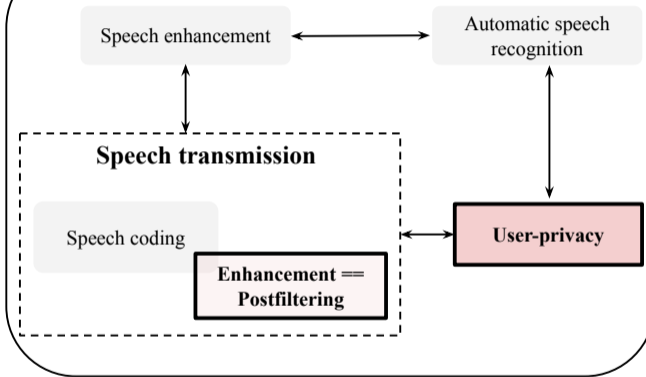 Speech enhancement
Automatic speech
recognition
Speech transmission
Speech coding
User-privacy
Enhancement ==
Postfiltering